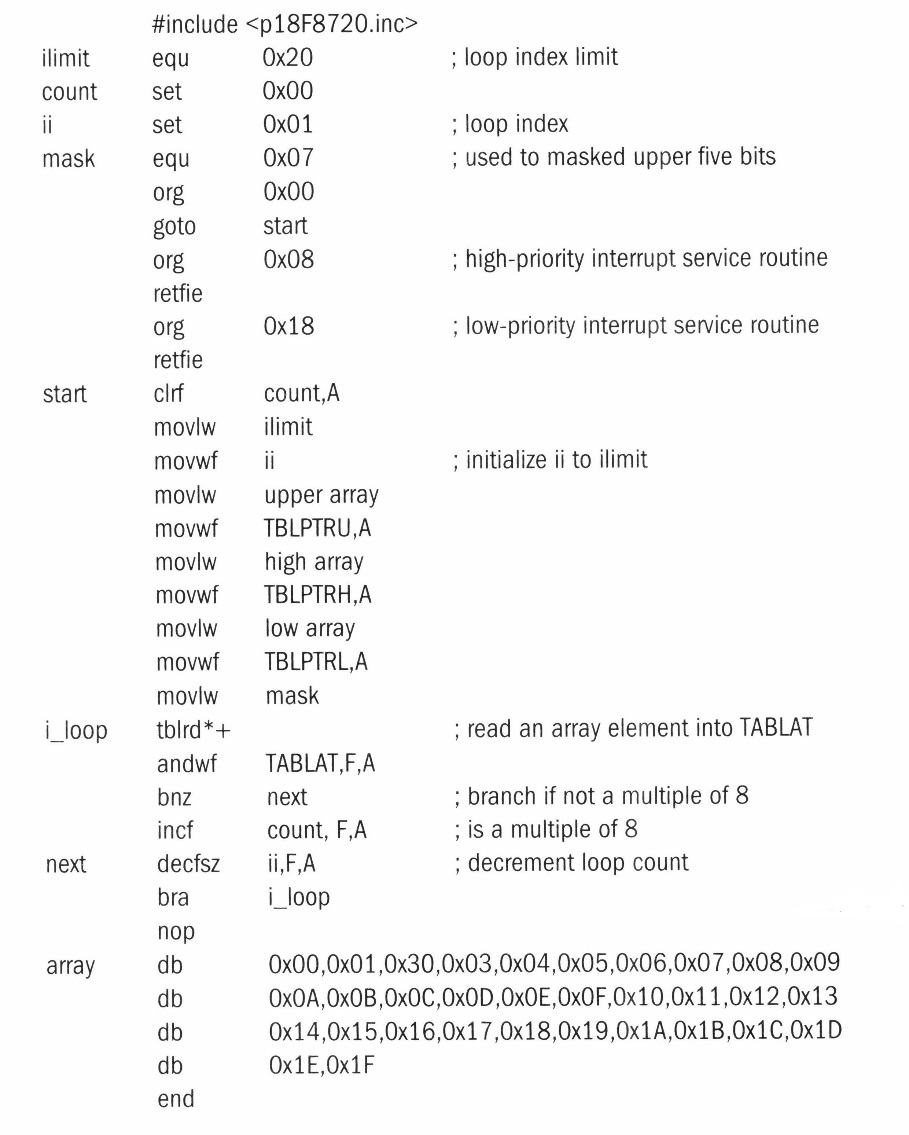 #include <p18F8720.inc>
ilimit equ 0x20 ; loop index limit
count set 0x00
ii set 0x01 ; loop index
mask equ 0x07 ; used to masked upper five bits
org 0x00
goto start
org 0x08 ; high-priority interrupt service routine
retfie
org 0x18 ; low-priority interrupt service routine
retfie
start clrf count,A
movlw ilimit
movwf ii ; initialize ii to ilimit
movlw upper array
movwf TBLPTRU,A
movlw high array
movwf TBLPTRH,A
movlw low array
movwf TBLPTRL,A
movlw mask
i_loop tblrd*+ ; read an array element into TABLAT
andwf TABLAT,F,A
bnz next ; branch if not a multiple of 8
incf count, F,A ; is a multiple of 8
next decfsz ii,F,A ; decrement loop count
bra i_loop
nop
array db 0x00,0x01,0x30,0x03,0x04,0x05,0x06,0x07,0x08,0x09
db 0x0A,0x0B,0x0C,0x0D,0x0E,0x0F,0x10,0x11,0x12,0x13
db 0x14,0x15,0x16,0x17,0x18,0x19,0x1A,0x1B,0x1C,0x1D
db 0x1E,0x1F
end